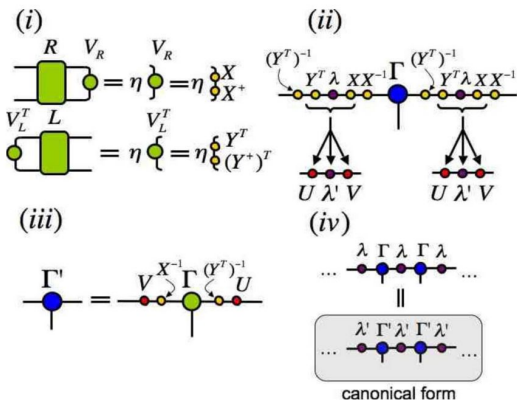 (i)
R V_R V_R
= η = η X
X^+
V_L^T L V_L^T
= η = η Y^T
(Y^+)^T
(ii)
(Y^T)^{-1} Y^T λ X X^{-1} Γ (Y^T)^{-1} Y^T λ X X^{-1}
U λ' V U λ' V
(iii)
Γ' = V X^{-1} Γ (Y^T)^{-1} U
(iv)
λ Γ λ Γ λ
... ...
=
λ' Γ' λ' Γ' λ'
... ...
canonical form